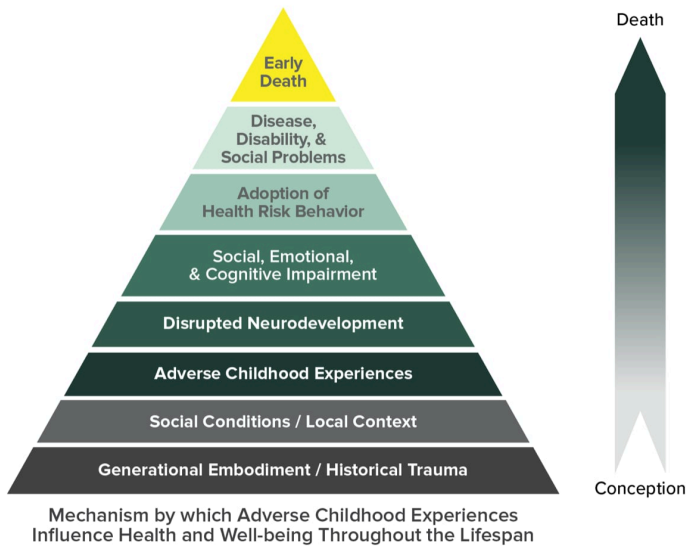 Death
Early
Death
Disease,
Disability, &
Social Problems
Adoption of
Health Risk Behavior
Social, Emotional,
& Cognitive Impairment
Disrupted Neurodevelopment
Adverse Childhood Experiences
Social Conditions / Local Context
Generational Embodiment / Historical Trauma
Conception
Mechanism by which Adverse Childhood Experiences
Influence Health and Well-being Throughout the Lifespan